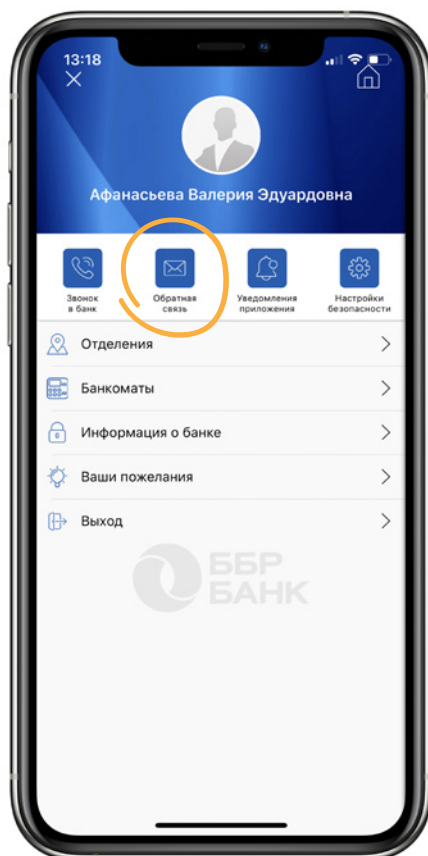 13:18
Афанасьева Валерия Эдуардовна
Звонок
в банк
Обратная
связь
Уведомления
приложения
Настройки
безопасности
Отделения
Банкоматы
Информация о банке
Ваши пожелания
Выход
ББР
БАНК